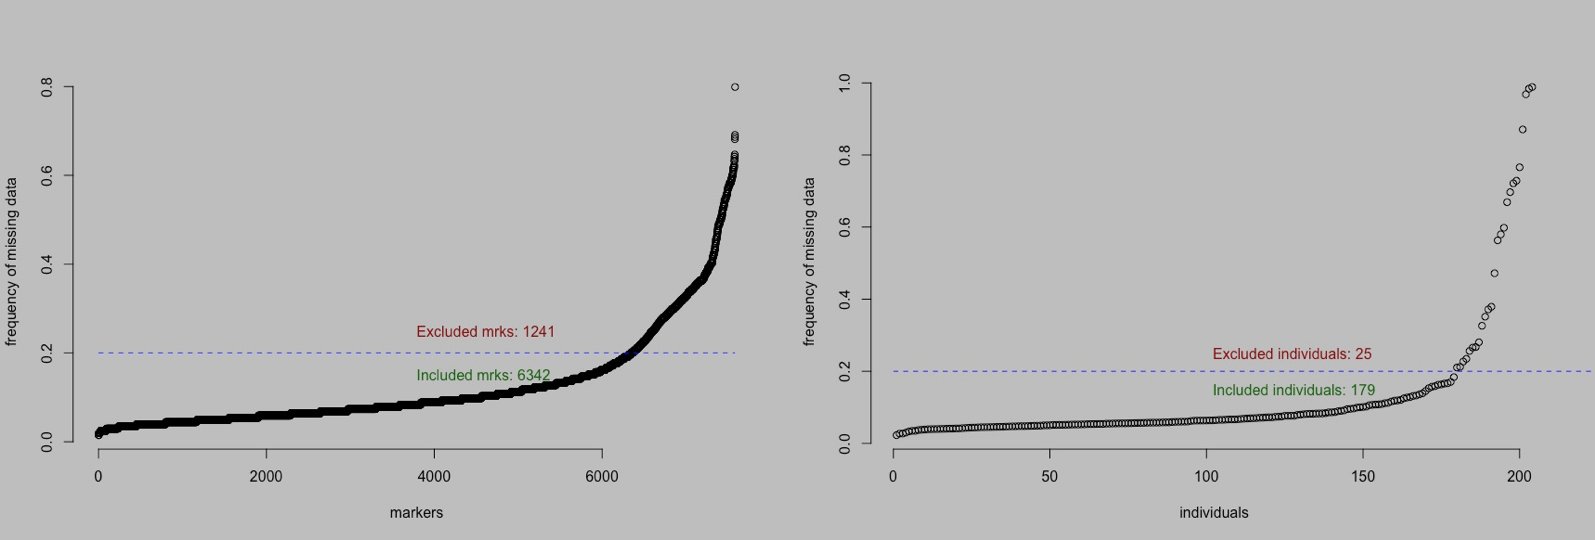 frequency of missing data
0.8
0.6
0.4
0.2
0.0
Excluded mrks: 1241
Included mrks: 6342
0
2000
4000
6000
markers
frequency of missing data
1.0
0.8
0.6
0.4
0.2
0.0
Excluded individuals: 25
Included individuals: 179
0
50
100
150
200
individuals